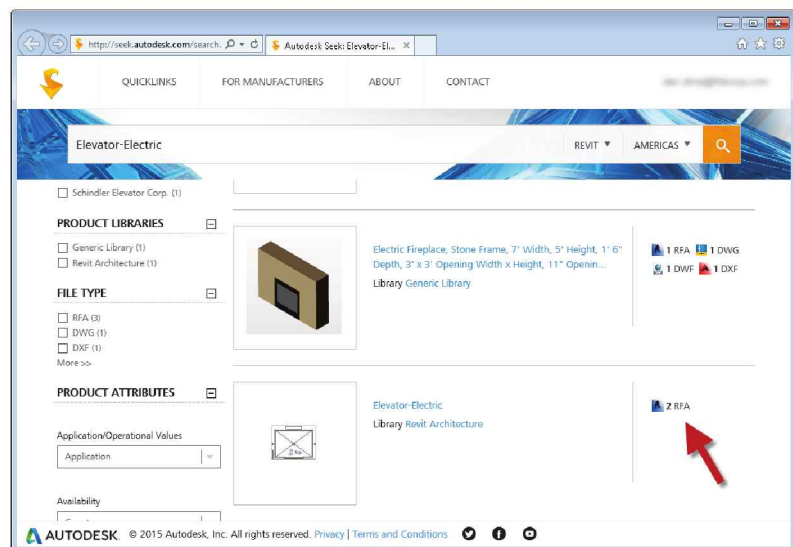 http://seek.autodesk.com/search.
Autodesk Seek: Elevator-El...
QUICKLINKS FOR MANUFACTURERS ABOUT CONTACT
Elevator-Electric REVIT AMERICAS
Schindler Elevator Corp. (1)
PRODUCT LIBRARIES
Generic Library (1)
Revit Architecture (1)
FILE TYPE
RFA (3)
DWG (1)
DXF (1)
More >>
PRODUCT ATTRIBUTES
Application/Operational Values
Application
Availability
Electric Fireplace, Stone Frame, 7' Width, 5' Height, 1' 6"
Depth, 3" x 3' Opening Width x Height, 11" Openin...
Library Generic Library
1 RFA 1 DWG
1 DWF 1 DXF
Elevator-Electric
Library Revit Architecture
2 RFA
AUTODESK. © 2015 Autodesk, Inc. All rights reserved. Privacy | Terms and Conditions